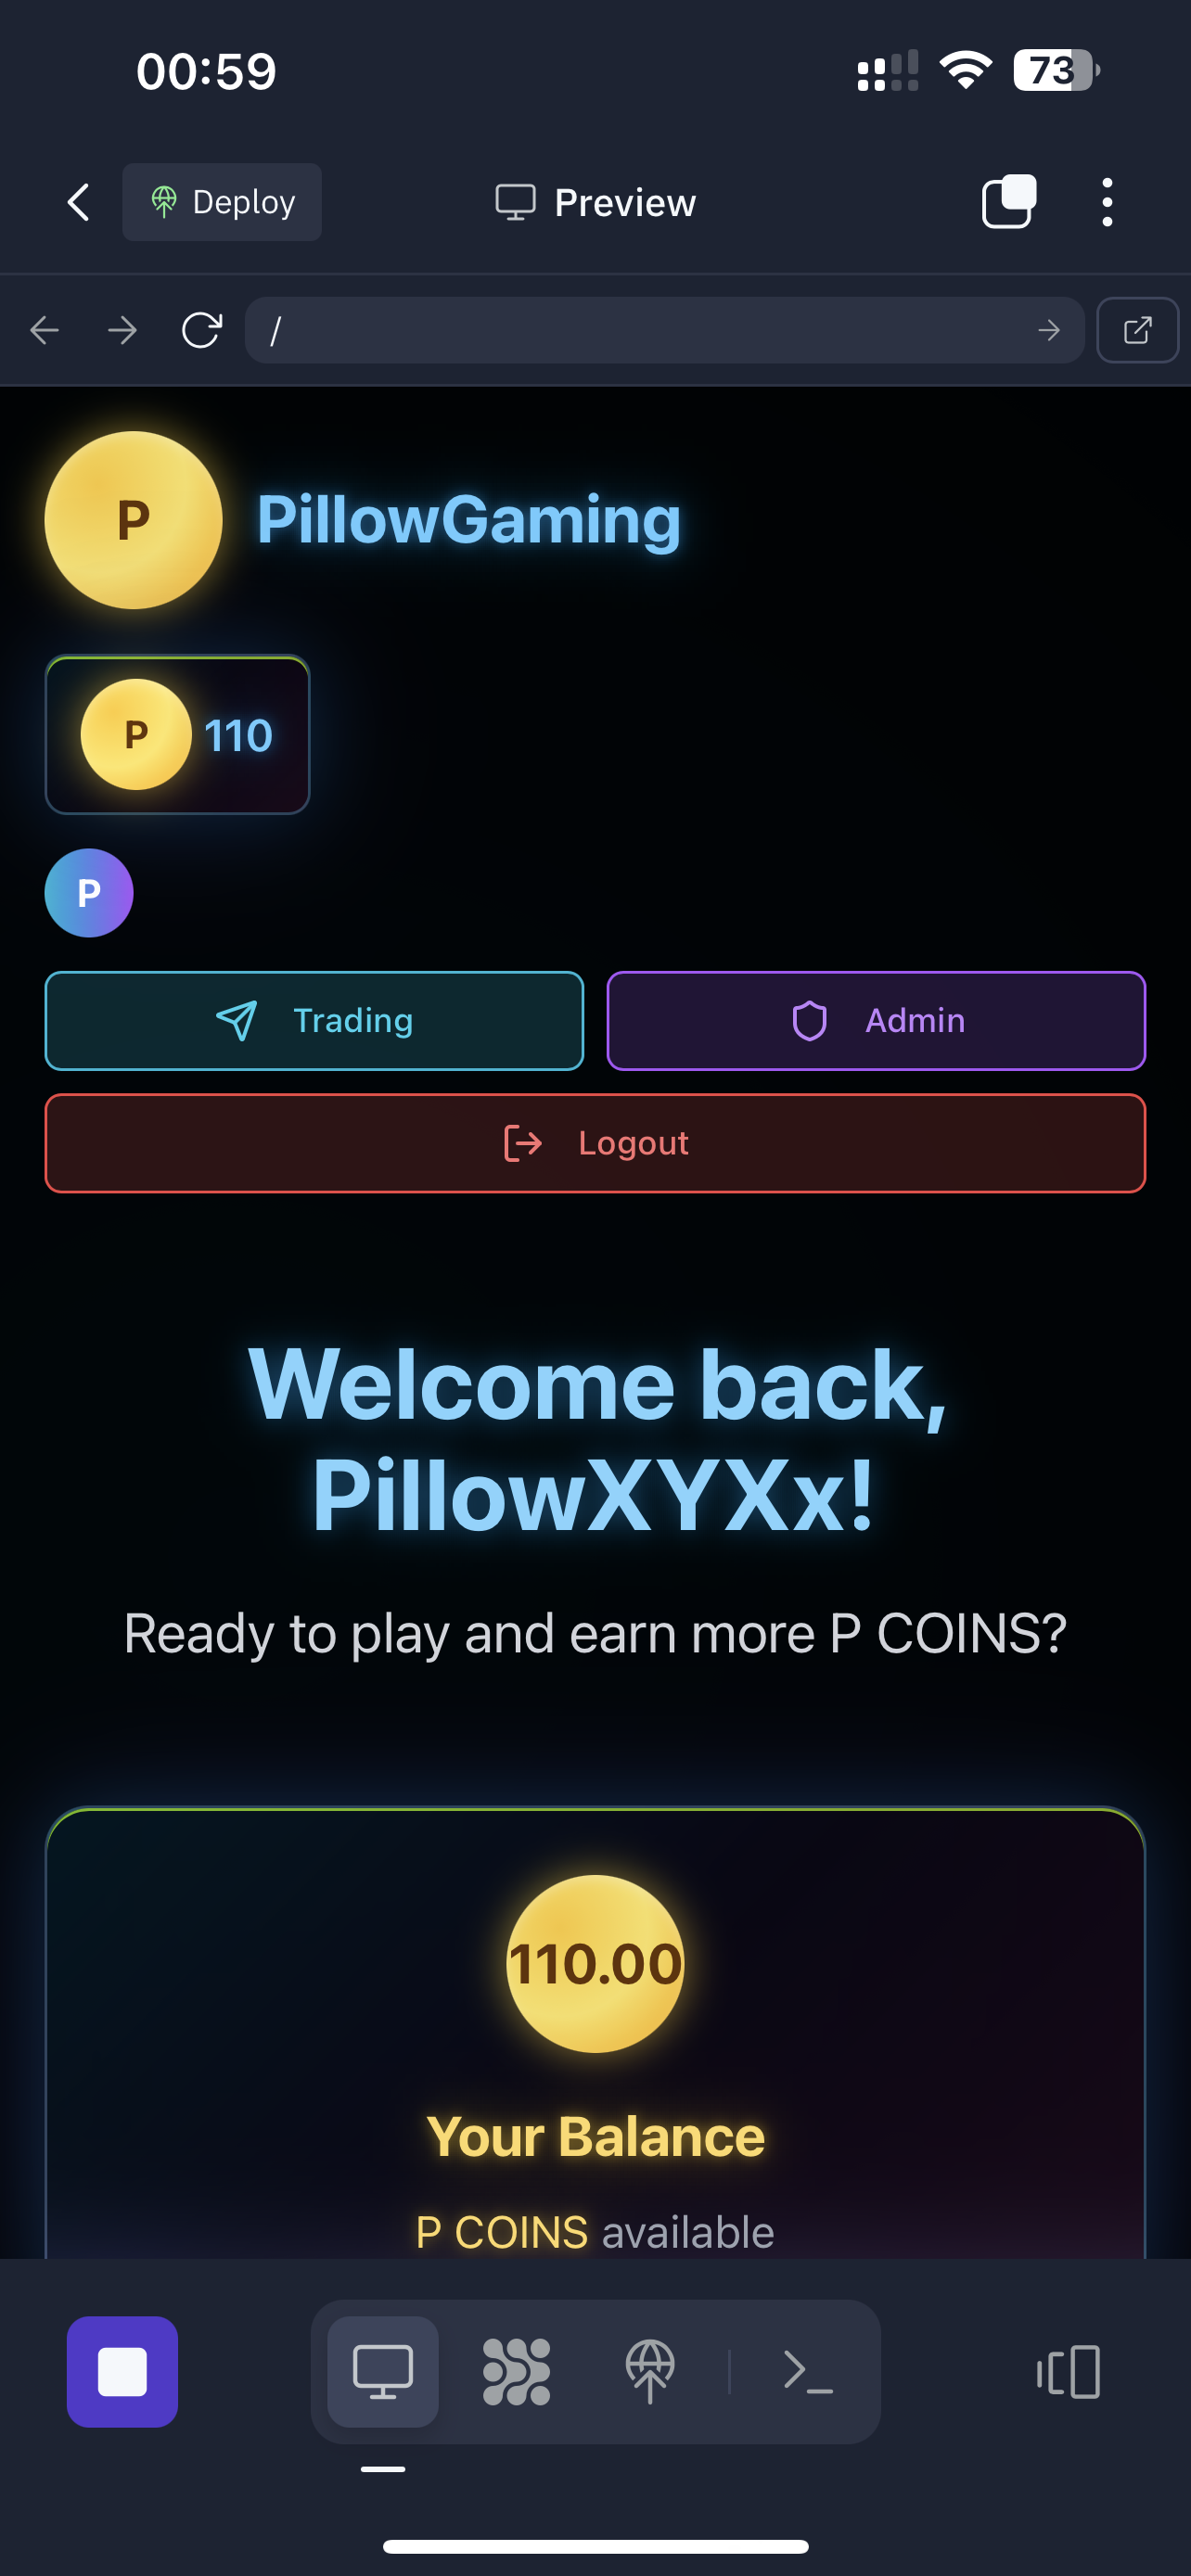 00:59
73
Deploy
Preview
/
P
PillowGaming
P
110
P
Trading
Admin
Logout
Welcome back,
PillowXYXx!
Ready to play and earn more P COINS?
110.00
Your Balance
P COINS available